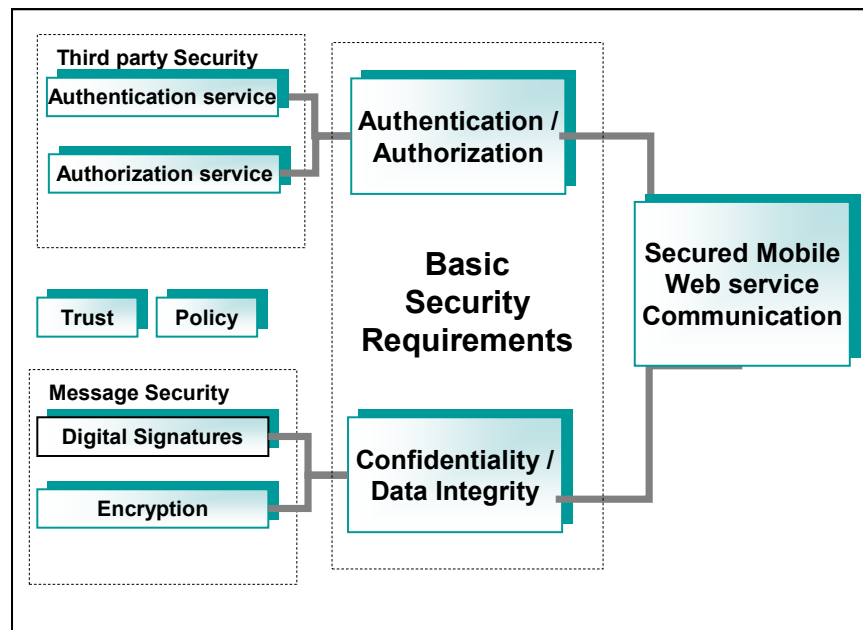 Third party Security
Authentication service
Authorization service
Authentication /
Authorization
Basic
Security
Requirements
Secured Mobile
Web service
Communication
Trust
Policy
Message Security
Digital Signatures
Encryption
Confidentiality /
Data Integrity